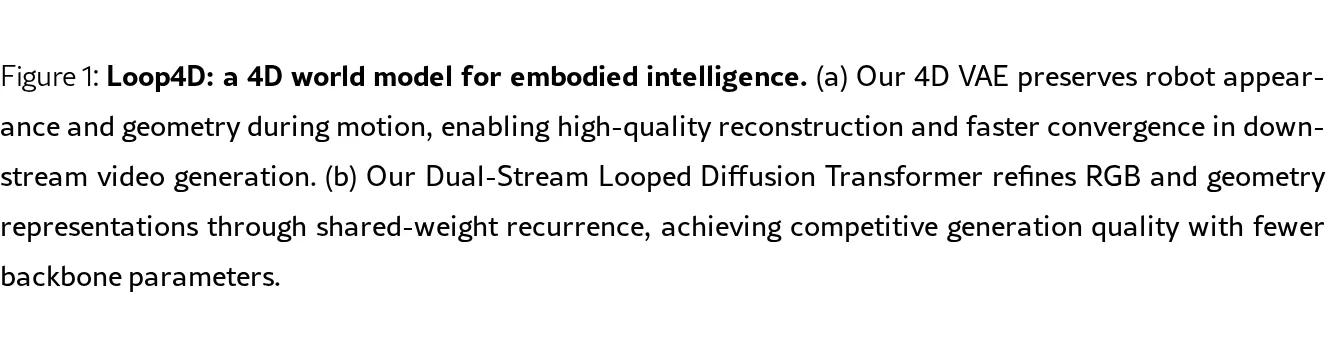 Figure 1: Loop4D: a 4D world model for embodied intelligence. (a) Our 4D VAE preserves robot appear-
ance and geometry during motion, enabling high-quality reconstruction and faster convergence in down-
stream video generation. (b) Our Dual-Stream Looped Diffusion Transformer refines RGB and geometry
representations through shared-weight recurrence, achieving competitive generation quality with fewer
backbone parameters.